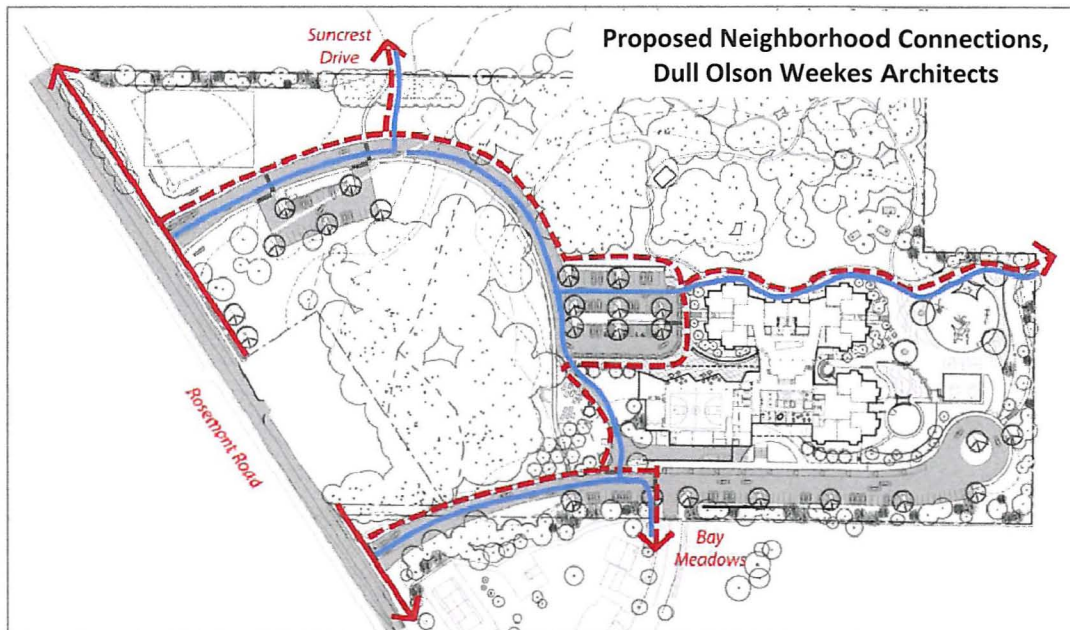 Suncrest
Drive
Proposed Neighborhood Connections,
Dull Olson Weekes Architects
Rosemont Road
Bay
Meadows